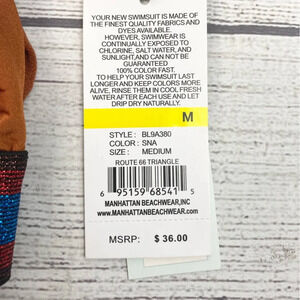 YOUR NEW SWIMSUIT IS MADE OF
THE FINEST QUALITY FABRICS AND
DYES AVAILABLE.
HOWEVER, SWIMWEAR IS
CONTINUALLY EXPOSED TO
CHLORINE, SALT WATER, AND
SUNLIGHT,AND CAN NOT BE
GUARANTEED
100% COLOR FAST.
TO HELP YOUR SWIMSUIT LAST
LONGER AND KEEP COLORS MORE
ALIVE, RINSE THEM IN COOL FRESH
WATER AFTER EACH USE AND LET
DRIP DRY NATURALLY.
M
STYLE : BL9A380
COLOR : SNA
SIZE : MEDIUM
ROUTE 66 TRIANGLE
6 95159 68541 5
MANHATTAN BEACHWEAR,INC
WWW.MANHATTANBEACHWEAR.COM
MSRP: $ 36.00